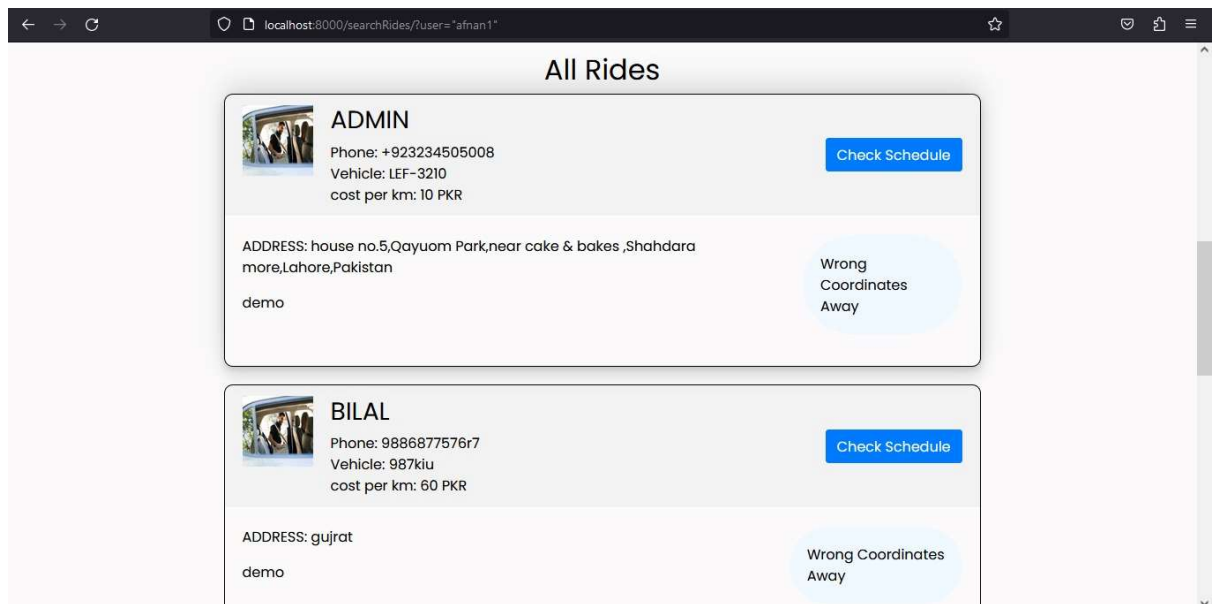 localhost:8000/searchRides/?user="afnan1"
All Rides
ADMIN
Phone: +923234505008
Vehicle: LEF-3210
cost per km: 10 PKR
Check Schedule
ADDRESS: house no.5,Qayuom Park,near cake & bakes ,Shahdara
more,Lahore,Pakistan
demo
Wrong
Coordinates
Away
BILAL
Phone: 9886877576r7
Vehicle: 987kiu
cost per km: 60 PKR
Check Schedule
ADDRESS: gujrat
demo
Wrong Coordinates
Away